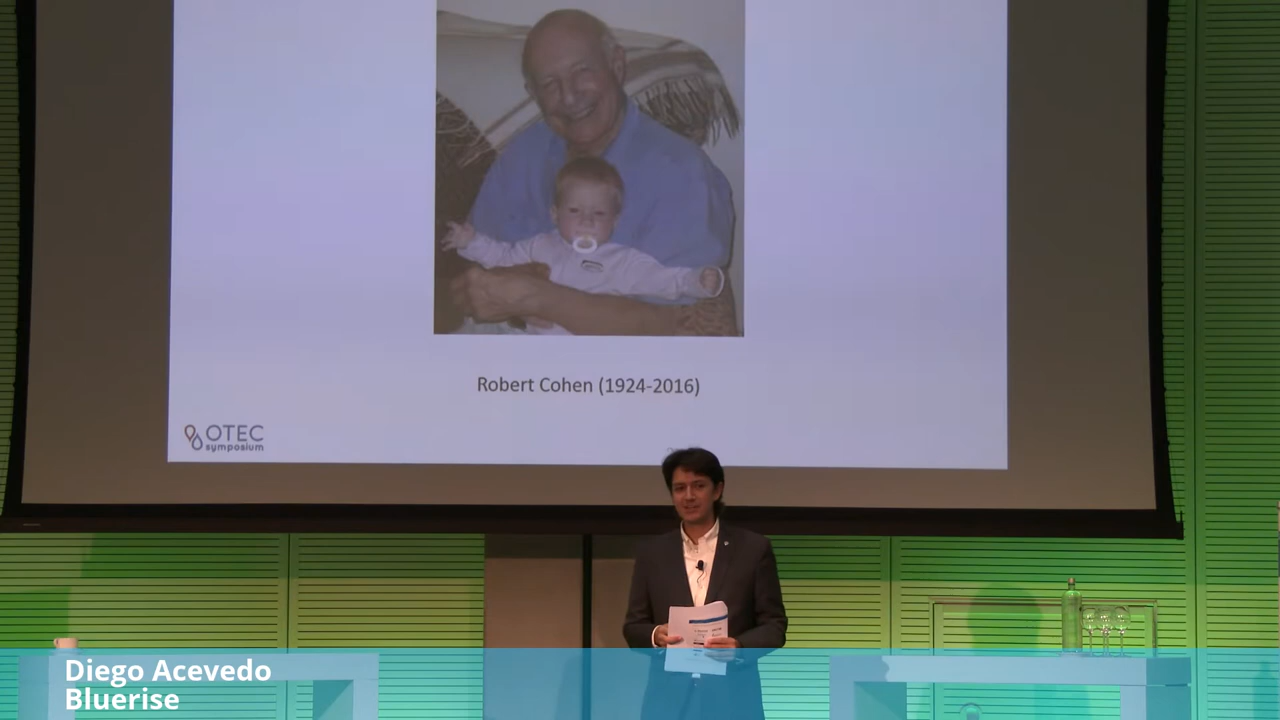 Robert Cohen (1924-2016)
OTEC
symposium
Diego Acevedo
Bluerise